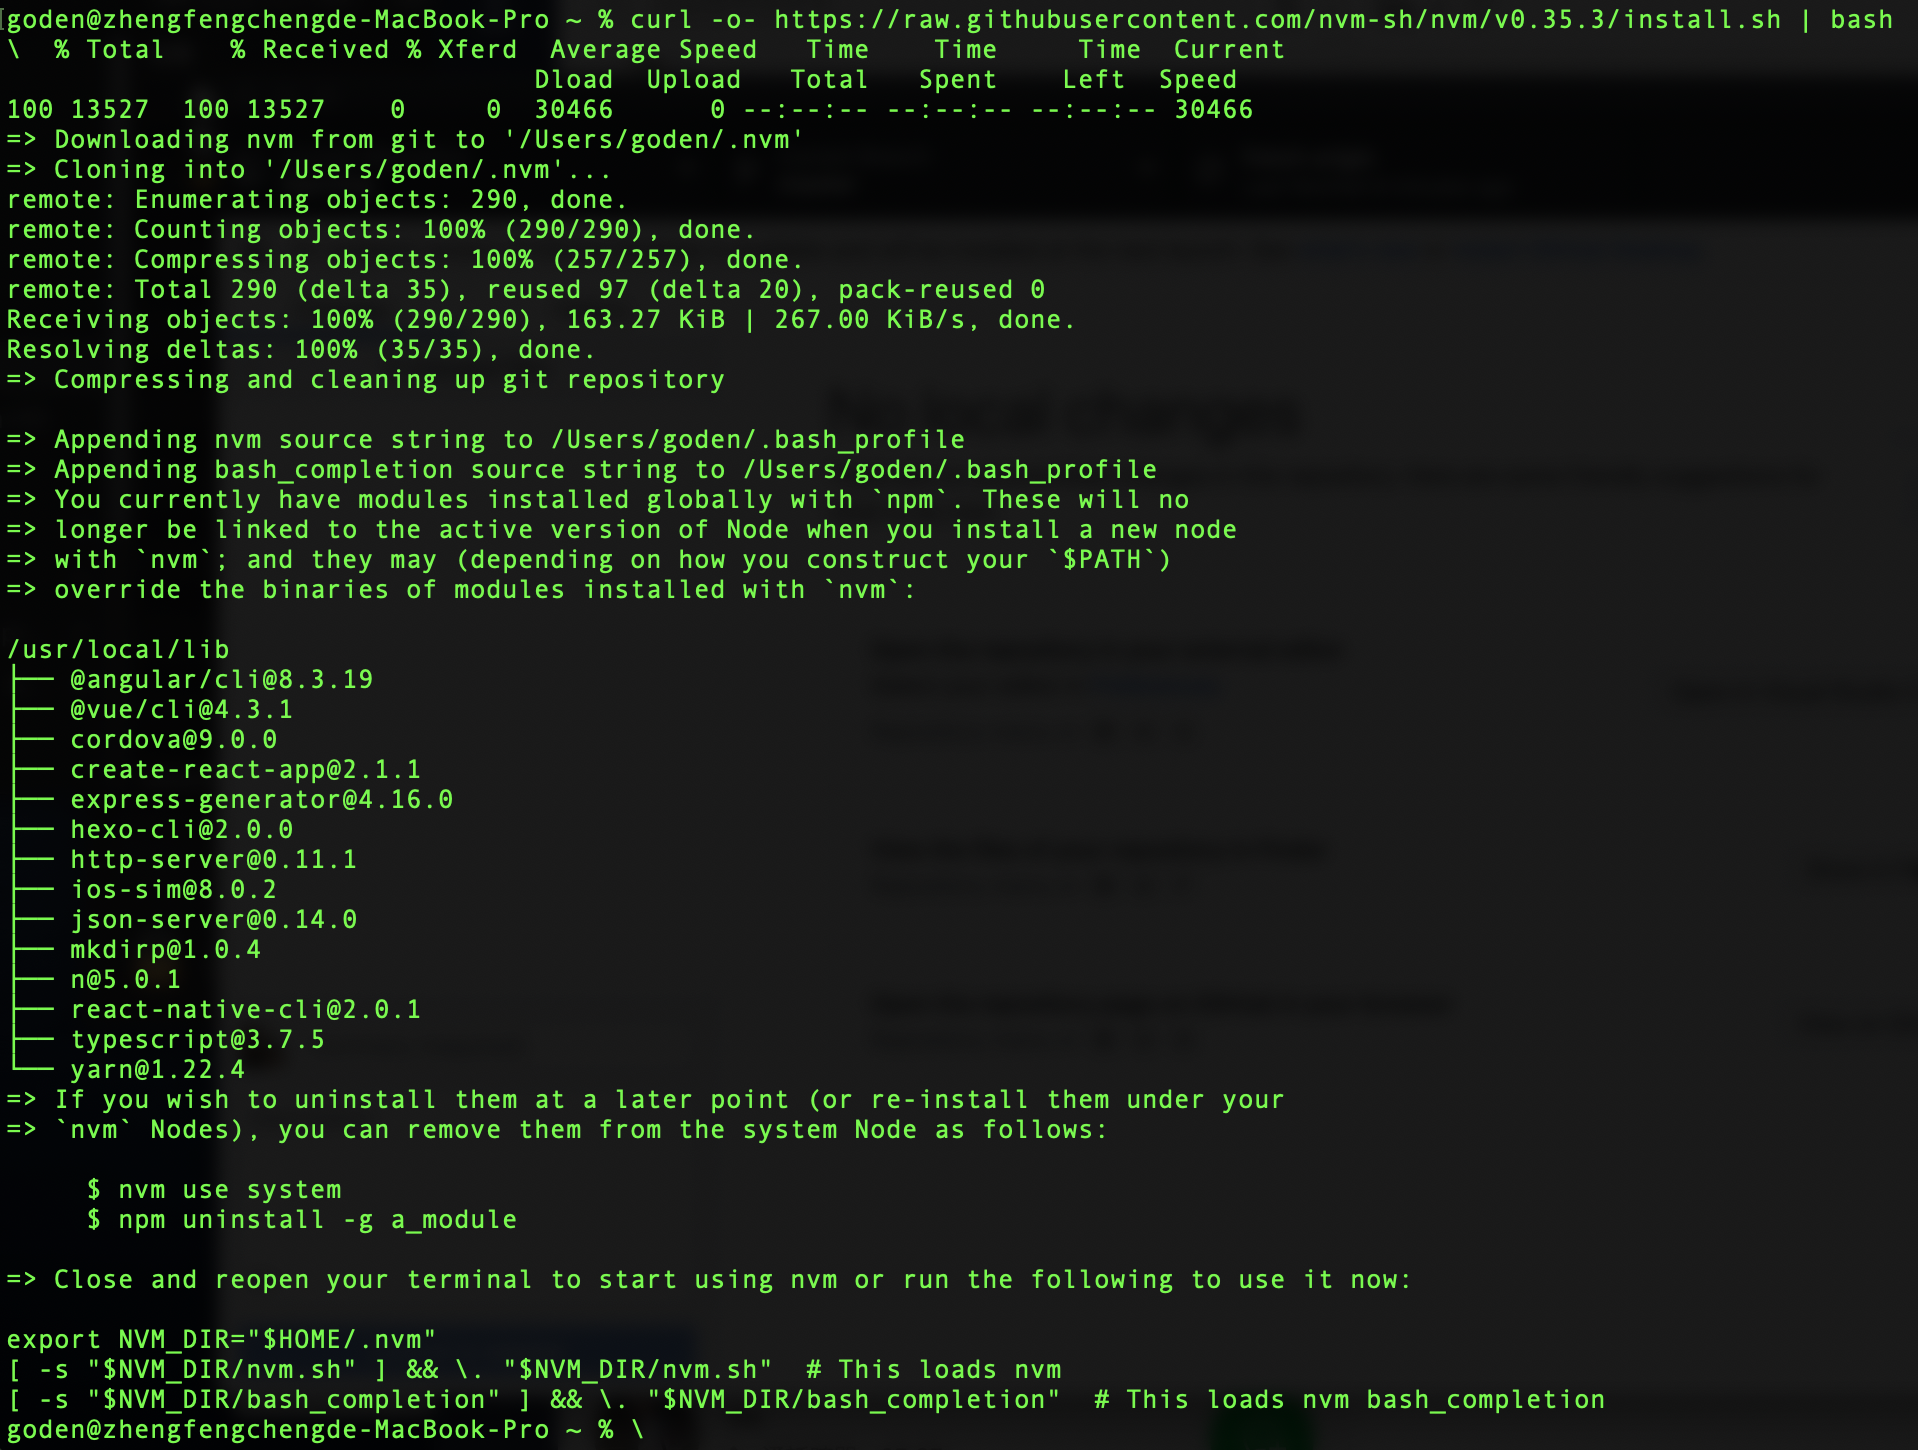 goden@zhengfengchengde-MacBook-Pro ~ % curl -o- https://raw.githubusercontent.com/nvm-sh/nvm/v0.35.3/install.sh | bash
\  % Total    % Received % Xferd  Average Speed   Time    Time     Time  Current
                                 Dload  Upload   Total   Spent    Left  Speed
100 13527  100 13527    0     0  30466      0 --:--:-- --:--:-- --:--:-- 30466
=> Downloading nvm from git to '/Users/goden/.nvm'
=> Cloning into '/Users/goden/.nvm'...
remote: Enumerating objects: 290, done.
remote: Counting objects: 100% (290/290), done.
remote: Compressing objects: 100% (257/257), done.
remote: Total 290 (delta 35), reused 97 (delta 20), pack-reused 0
Receiving objects: 100% (290/290), 163.27 KiB | 267.00 KiB/s, done.
Resolving deltas: 100% (35/35), done.
=> Compressing and cleaning up git repository
No local changes
=> Appending nvm source string to /Users/goden/.bash_profile
=> Appending bash_completion source string to /Users/goden/.bash_profile
=> You currently have modules installed globally with `npm`. These will no
=> longer be linked to the active version of Node when you install a new node
=> with `nvm`; and they may (depending on how you construct your `$PATH`)
=> override the binaries of modules installed with `nvm`:

/usr/local/lib
├── @angular/cli@8.3.19
├── @vue/cli@4.3.1
├── cordova@9.0.0
├── create-react-app@2.1.1
├── express-generator@4.16.0
├── hexo-cli@2.0.0
├── http-server@0.11.1
├── ios-sim@8.0.2
├── json-server@0.14.0
├── mkdirp@1.0.4
├── n@5.0.1
├── react-native-cli@2.0.1
├── typescript@3.7.5
└── yarn@1.22.4
=> If you wish to uninstall them at a later point (or re-install them under your
=> `nvm` Nodes), you can remove them from the system Node as follows:

     $ nvm use system
     $ npm uninstall -g a_module

=> Close and reopen your terminal to start using nvm or run the following to use it now:

export NVM_DIR="$HOME/.nvm"
[ -s "$NVM_DIR/nvm.sh" ] && \. "$NVM_DIR/nvm.sh"  # This loads nvm
[ -s "$NVM_DIR/bash_completion" ] && \. "$NVM_DIR/bash_completion"  # This loads nvm bash_completion
goden@zhengfengchengde-MacBook-Pro ~ % \